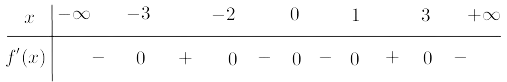 x −∞ −3 −2 0 1 3 +∞
f′(x) − 0 + 0 − 0 − 0 + 0 −